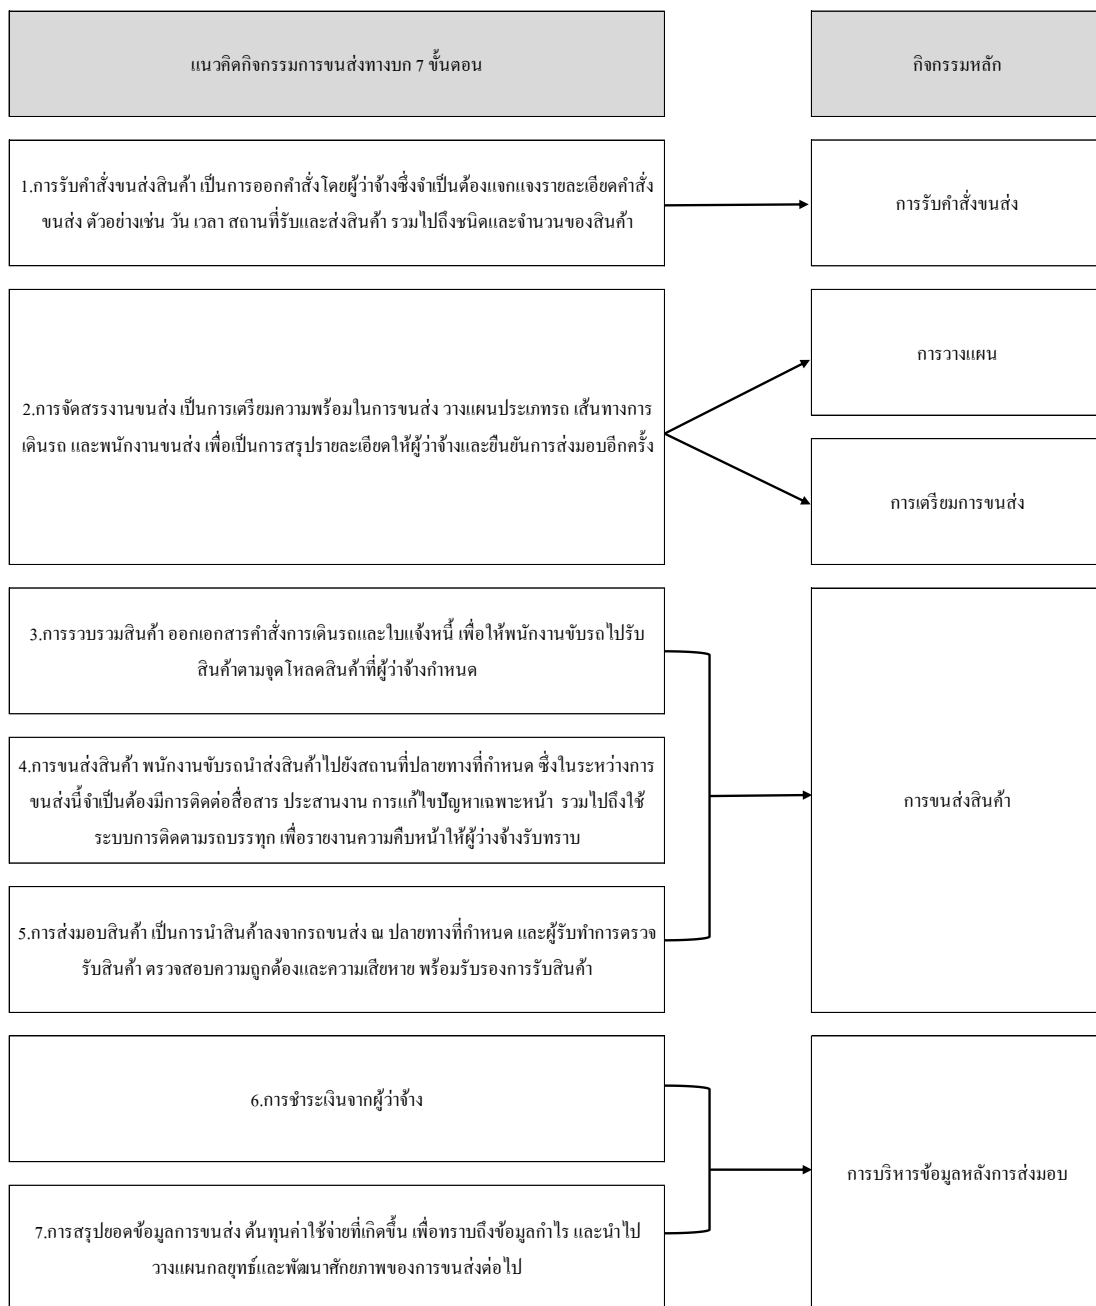 แนวคิดกิจกรรมการขนส่งทางบก 7 ขั้นตอน
กิจกรรมหลัก
1.การรับคำสั่งขนส่งสินค้า เป็นการออกคำสั่งโดยผู้ว่าจ้างซึ่งจำเป็นต้องแจกแจงรายละเอียดคำสั่ง
ขนส่ง ตัวอย่างเช่น วัน เวลา สถานที่รับและส่งสินค้า รวมไปถึงชนิดและจำนวนของสินค้า
การรับคำสั่งขนส่ง
2.การจัดสรรงานขนส่ง เป็นการเตรียมความพร้อมในการขนส่ง วางแผนประเภทรถ เส้นทางการ
เดินรถ และพนักงานขนส่ง เพื่อเป็นการสรุปรายละเอียดให้ผู้ว่าจ้างและยืนยันการส่งมอบอีกครั้ง
การวางแผน
การเตรียมการขนส่ง
3.การรวบรวมสินค้า ออกเอกสารคำสั่งการเดินรถและใบแจ้งหนี้ เพื่อให้พนักงานขับรถไปรับ
สินค้าตามจุดโหลดสินค้าที่ผู้ว่าจ้างกำหนด
4.การขนส่งสินค้า พนักงานขับรถนำส่งสินค้าไปยังสถานที่ปลายทางที่กำหนด ซึ่งในระหว่างการ
ขนส่งนี้จำเป็นต้องมีการติดต่อสื่อสาร ประสานงาน การแก้ไขปัญหาเฉพาะหน้า รวมไปถึงใช้
ระบบการติดตามรถบรรทุก เพื่อรายงานความคืบหน้าให้ผู้ว่างจ้างรับทราบ
5.การส่งมอบสินค้า เป็นการนำสินค้าลงจากรถขนส่ง ณ ปลายทางที่กำหนด และผู้รับทำการตรวจ
รับสินค้า ตรวจสอบความถูกต้องและความเสียหาย พร้อมรับรองการรับสินค้า
การขนส่งสินค้า
6.การชำระเงินจากผู้ว่าจ้าง
7.การสรุปยอดข้อมูลการขนส่ง ต้นทุนค่าใช้จ่ายที่เกิดขึ้น เพื่อทราบถึงข้อมูลกำไร และนำไป
วางแผนกลยุทธ์และพัฒนาศักยภาพของการขนส่งต่อไป
การบริหารข้อมูลหลังการส่งมอบ